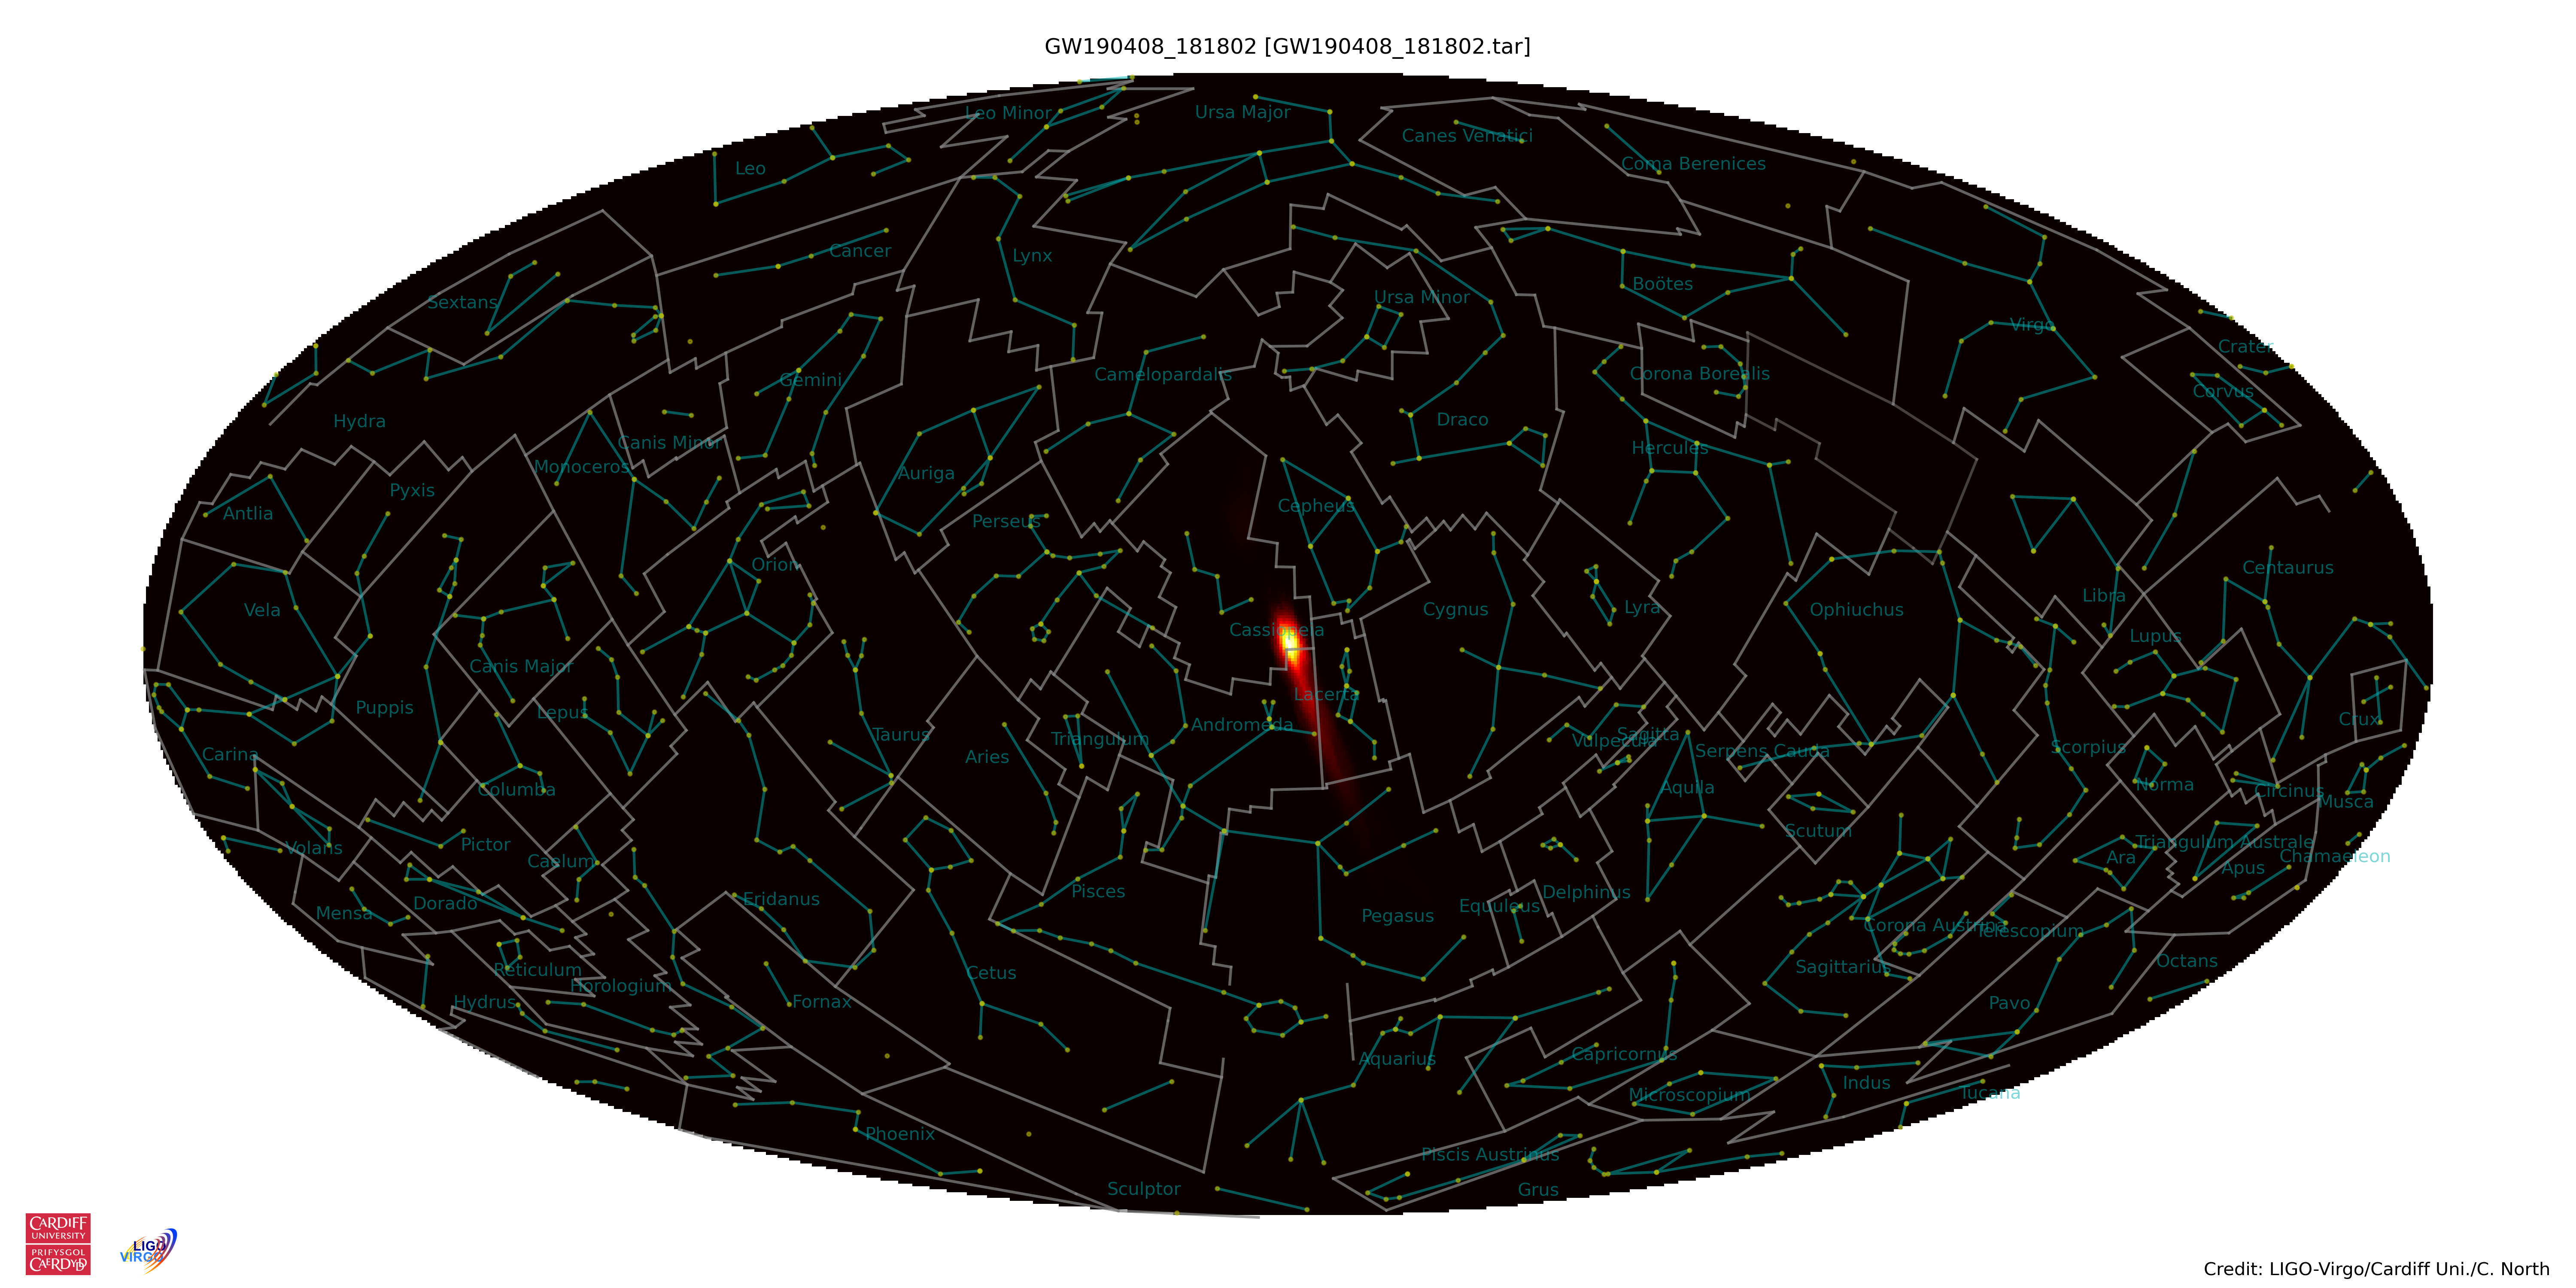 GW190408_181802 [GW190408_181802.tar]
Leo Minor
Ursa Major
Canes Venatici
Coma Berenices
Leo
Cancer
Lynx
Boötes
Ursa Minor
Sextans
Virgo
Crater
Camelopardalis
Corona Borealis
Gemini
Corvus
Hydra
Draco
Canis Minor
Hercules
Monoceros
Auriga
Pyxis
Cepheus
Antlia
Perseus
Orion
Centaurus
Libra
Vela
Cygnus
Lyra
Ophiuchus
Cassiopeia
Lupus
Canis Major
Lacerta
Puppis
Lepus
Crux
Andromeda
Taurus
Triangulum
Sagitta
Vulpecula
Serpens Cauda
Scorpius
Carina
Aries
Columba
Aquila
Norma
Circinus
Musca
Scutum
Volans
Pictor
Triangulum Australe
Caelum
Ara
Chamaeleon
Apus
Pisces
Delphinus
Eridanus
Dorado
Mensa
Equuleus
Pegasus
Corona Austrina
Telescopium
Octans
Reticulum
Cetus
Sagittarius
Horologium
Hydrus
Fornax
Pavo
Aquarius
Capricornus
Indus
Microscopium
Tucana
Phoenix
Piscis Austrinus
Sculptor
Grus
CARDIFF
UNIVERSITY
PRIFYSGOL
CAERDYDD
LIGO
VIRGO
Credit: LIGO-Virgo/Cardiff Uni./C. North